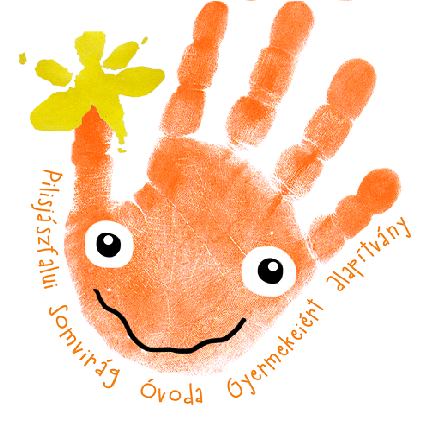 Pilisjászfalui Somvirág Óvoda Gyermekeiért alapítvány